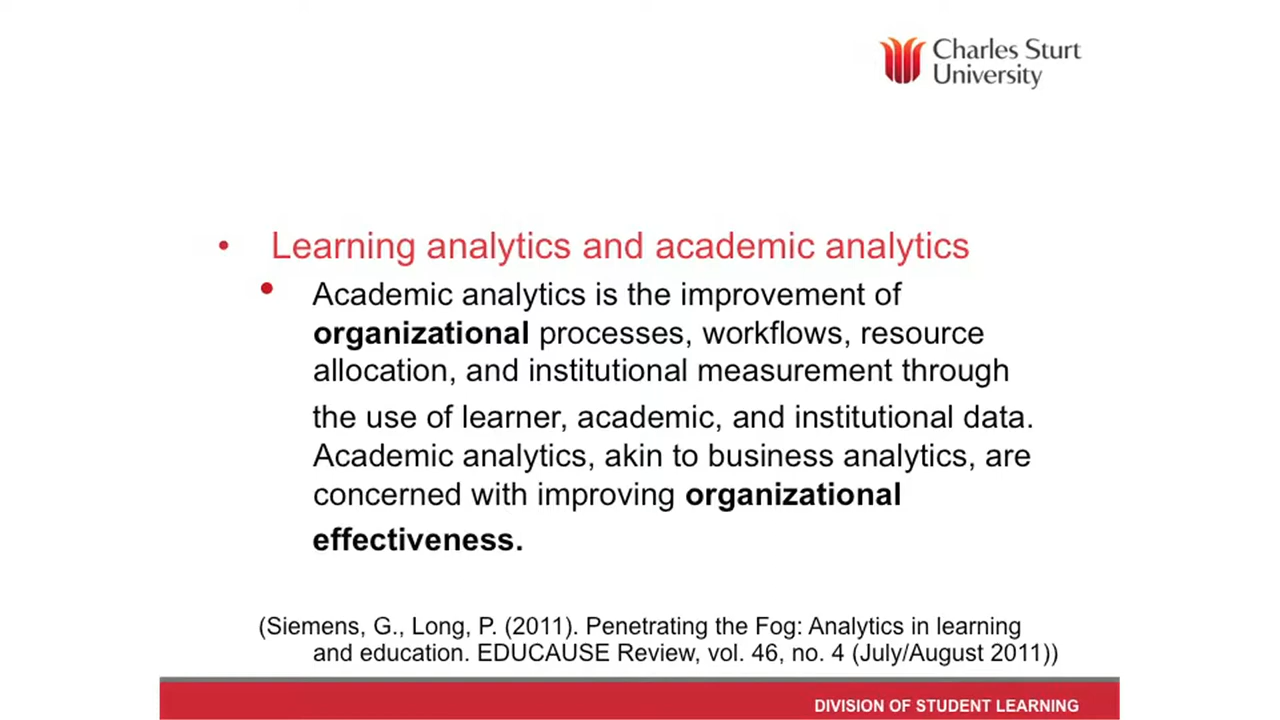 Charles Sturt
University
• Learning analytics and academic analytics
• Academic analytics is the improvement of
organizational processes, workflows, resource
allocation, and institutional measurement through
the use of learner, academic, and institutional data.
Academic analytics, akin to business analytics, are
concerned with improving organizational
effectiveness.
(Siemens, G., Long, P. (2011). Penetrating the Fog: Analytics in learning
and education. EDUCAUSE Review, vol. 46, no. 4 (July/August 2011))
DIVISION OF STUDENT LEARNING